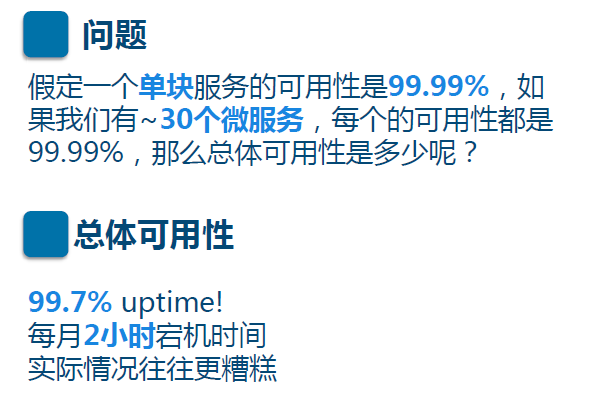 问题
假定一个单块服务的可用性是99.99%，如
果我们有~30个微服务，每个的可用性都是
99.99%，那么总体可用性是多少呢？
总体可用性
99.7% uptime!
每月2小时宕机时间
实际情况往往更糟糕